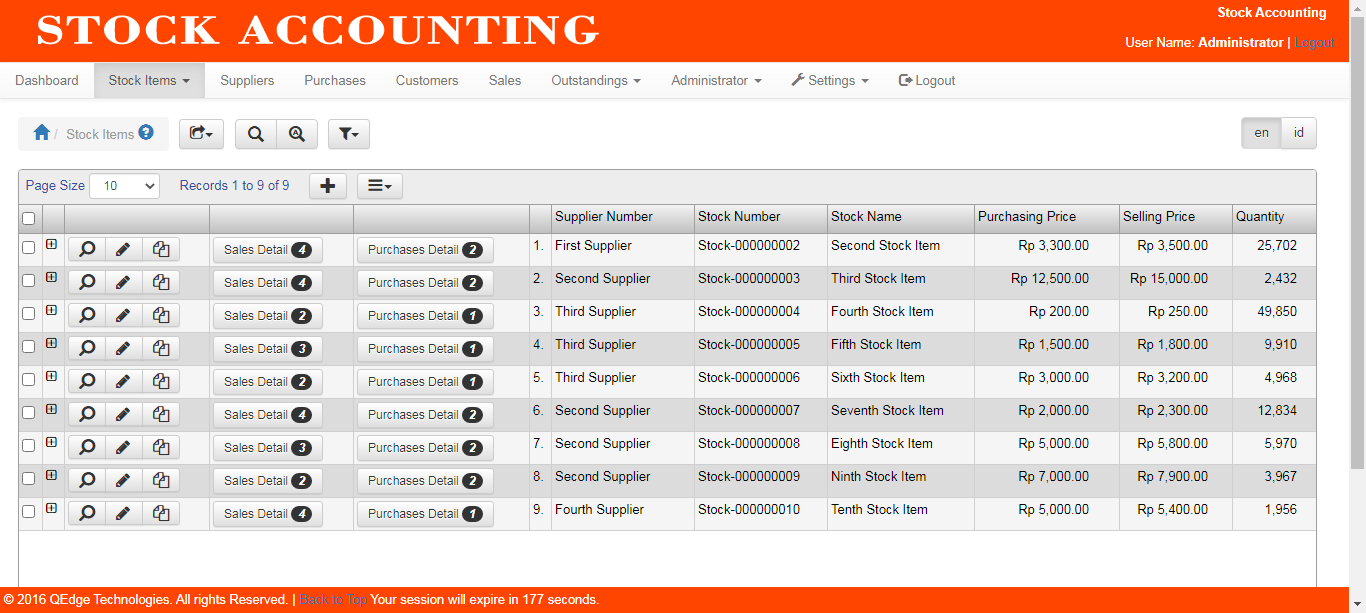 STOCK ACCOUNTING
Stock Accounting
User Name: Administrator | Logout
Dashboard Stock Items Suppliers Purchases Customers Sales Outstandings Administrator Settings Logout
/ Stock Items ? en id
Page Size 10 Records 1 to 9 of 9
Supplier Number Stock Number Stock Name Purchasing Price Selling Price Quantity
Sales Detail 4 Purchases Detail 2 1. First Supplier Stock-000000002 Second Stock Item Rp 3,300.00 Rp 3,500.00 25,702
Sales Detail 4 Purchases Detail 2 2. Second Supplier Stock-000000003 Third Stock Item Rp 12,500.00 Rp 15,000.00 2,432
Sales Detail 2 Purchases Detail 1 3. Third Supplier Stock-000000004 Fourth Stock Item Rp 200.00 Rp 250.00 49,850
Sales Detail 3 Purchases Detail 1 4. Third Supplier Stock-000000005 Fifth Stock Item Rp 1,500.00 Rp 1,800.00 9,910
Sales Detail 2 Purchases Detail 1 5. Third Supplier Stock-000000006 Sixth Stock Item Rp 3,000.00 Rp 3,200.00 4,968
Sales Detail 4 Purchases Detail 2 6. Second Supplier Stock-000000007 Seventh Stock Item Rp 2,000.00 Rp 2,300.00 12,834
Sales Detail 3 Purchases Detail 2 7. Second Supplier Stock-000000008 Eighth Stock Item Rp 5,000.00 Rp 5,800.00 5,970
Sales Detail 2 Purchases Detail 2 8. Second Supplier Stock-000000009 Ninth Stock Item Rp 7,000.00 Rp 7,900.00 3,967
Sales Detail 4 Purchases Detail 1 9. Fourth Supplier Stock-000000010 Tenth Stock Item Rp 5,000.00 Rp 5,400.00 1,956
© 2016 QEdge Technologies. All rights Reserved. | Back to Top Your session will expire in 177 seconds.